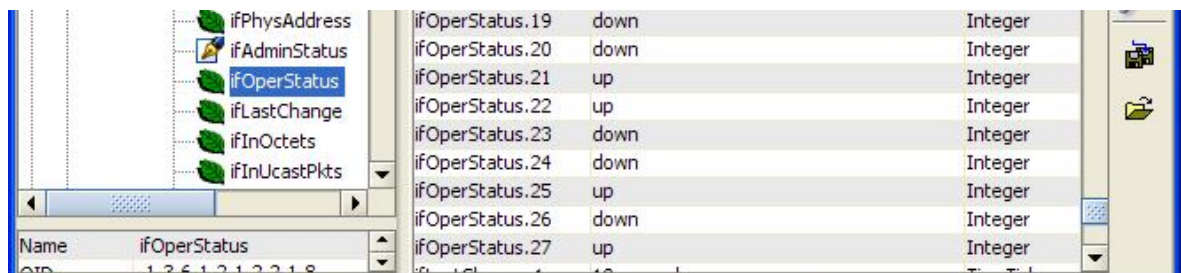 ifPhysAddress
ifAdminStatus
ifOperStatus
ifLastChange
ifInOctets
ifInUcastPkts
Name ifOperStatus
ifOperStatus.19 down Integer
ifOperStatus.20 down Integer
ifOperStatus.21 up Integer
ifOperStatus.22 up Integer
ifOperStatus.23 down Integer
ifOperStatus.24 down Integer
ifOperStatus.25 up Integer
ifOperStatus.26 down Integer
ifOperStatus.27 up Integer